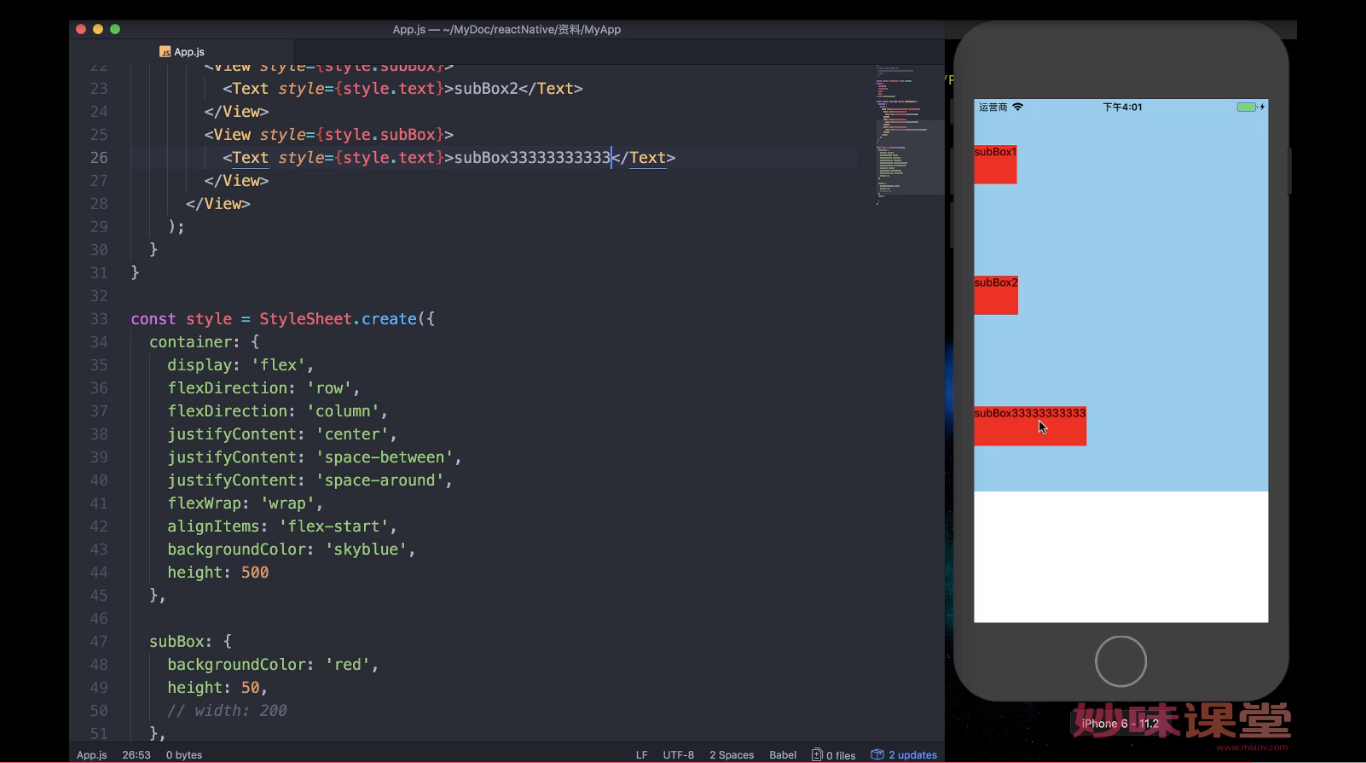 App.js — ~/MyDoc/reactNative/资料/MyApp
App.js
22 <View style={style.subBox}>
23 <Text style={style.text}>subBox2</Text>
24 </View>
25 <View style={style.subBox}>
26 <Text style={style.text}>subBox33333333333</Text>
27 </View>
28 </View>
29 );
30 }
31 }
32
33 const style = StyleSheet.create({
34 container: {
35 display: 'flex',
36 flexDirection: 'row',
37 flexDirection: 'column',
38 justifyContent: 'center',
39 justifyContent: 'space-between',
40 justifyContent: 'space-around',
41 flexWrap: 'wrap',
42 alignItems: 'flex-start',
43 backgroundColor: 'skyblue',
44 height: 500
45 },
46
47 subBox: {
48 backgroundColor: 'red',
49 height: 50,
50 // width: 200
51 },
App.js 26:53 0 bytes LF UTF-8 2 Spaces Babel 0 files 2 updates
/P
运营商 下午4:01
subBox1
subBox2
subBox33333333333
iPhone 6 - 11.2
妙味课堂
www.miaov.com